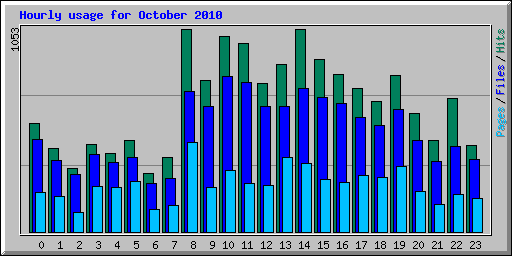 Hourly usage for October 2010
1053
Pages/Files/Hits
0 1 2 3 4 5 6 7 8 9 10 11 12 13 14 15 16 17 18 19 20 21 22 23